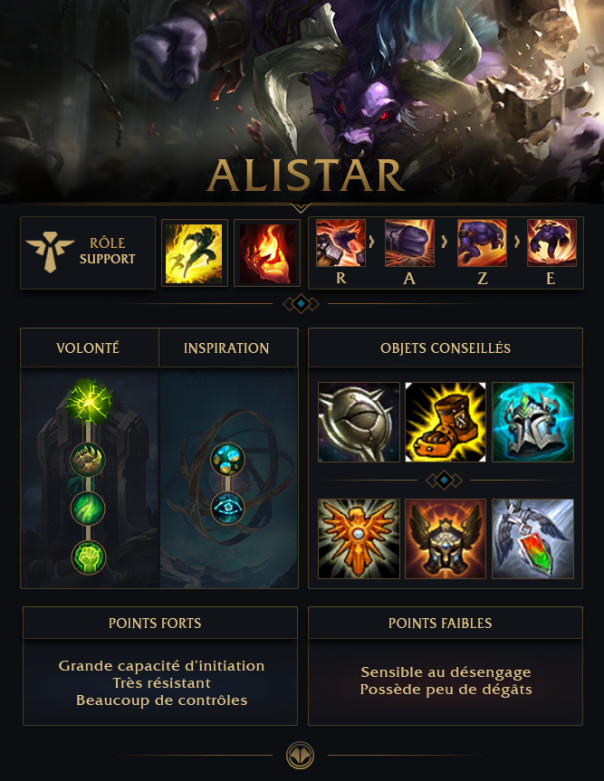 ALISTAR
RÔLE
SUPPORT
R
A
Z
E
VOLONTÉ
INSPIRATION
OBJETS CONSEILLÉS
POINTS FORTS
Grande capacité d'initiation
Très résistant
Beaucoup de contrôles
POINTS FAIBLES
Sensible au désengage
Possède peu de dégâts